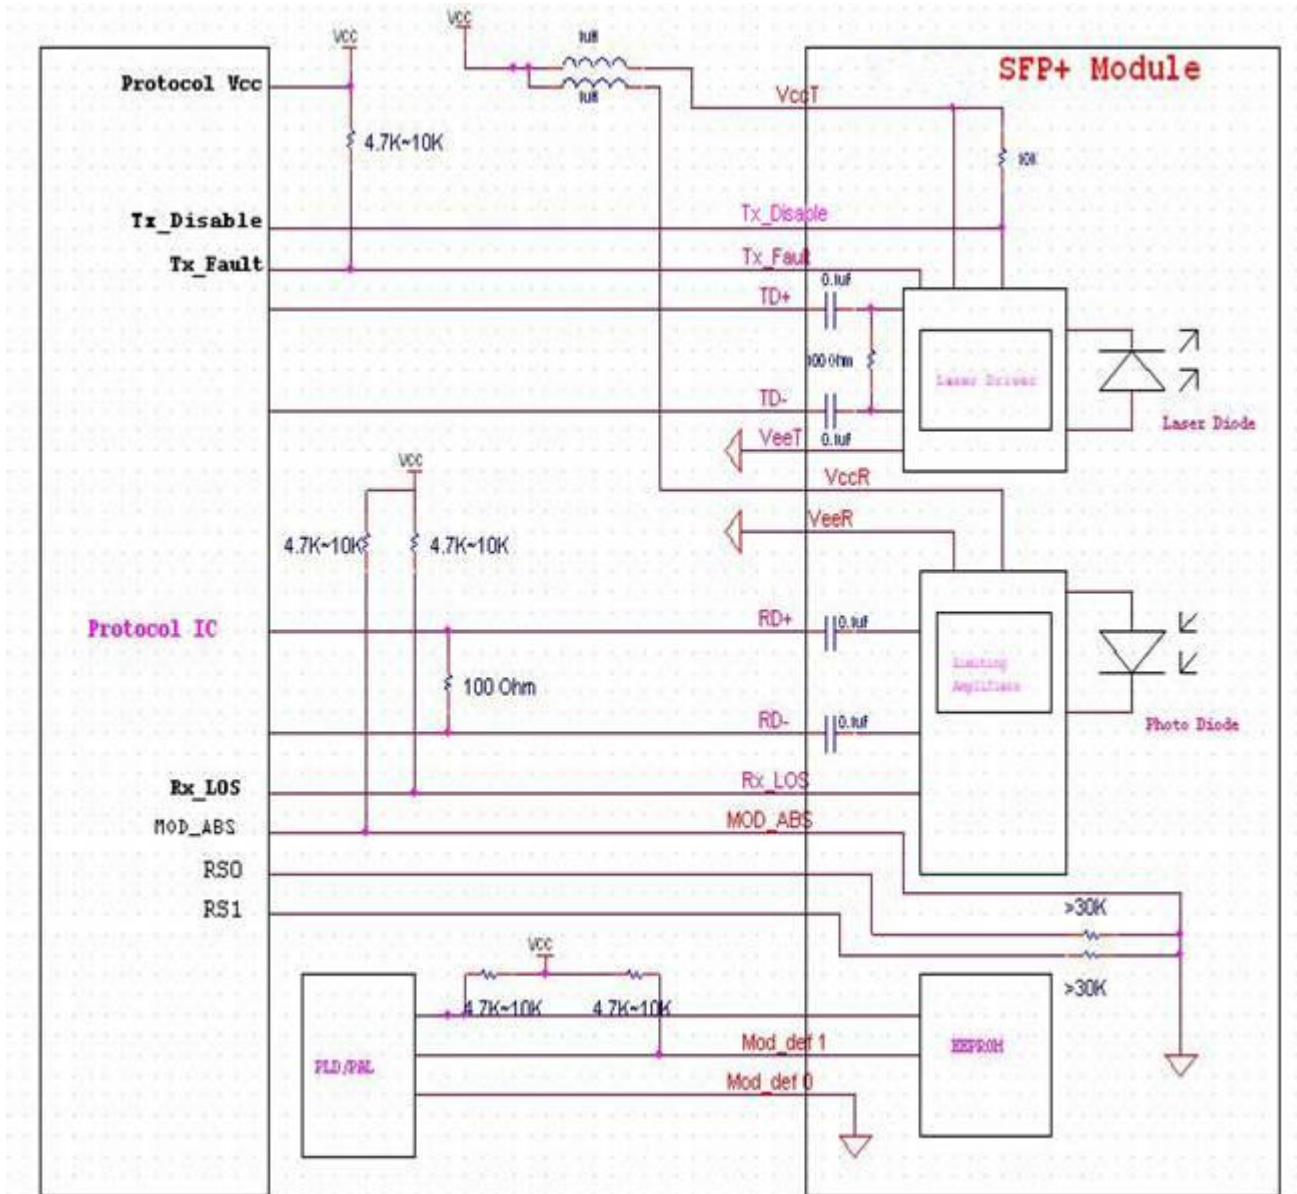 VCC
VCC
1uH
SFP+ Module
Protocol Vcc
1uH
VccT
4.7K~10K
10K
Tx_Disable
Tx_Disable
Tx_Fault
Tx_Fault
0.1uf
TD+
100 Ohm
Laser Driver
TD-
Laser Diode
VeeT
0.1uf
VCC
VccR
VeeR
4.7K~10K
4.7K~10K
Protocol IC
RD+
0.1uf
Limiting
Amplifiers
100 Ohm
RD-
0.1uf
Photo Diode
Rx_LOS
Rx_LOS
MOD_ABS
MOD_ABS
RS0
RS1
>30K
VCC
>30K
4.7K~10K
4.7K~10K
Mod_def 1
EEPROM
PLD/PAL
Mod_def 0